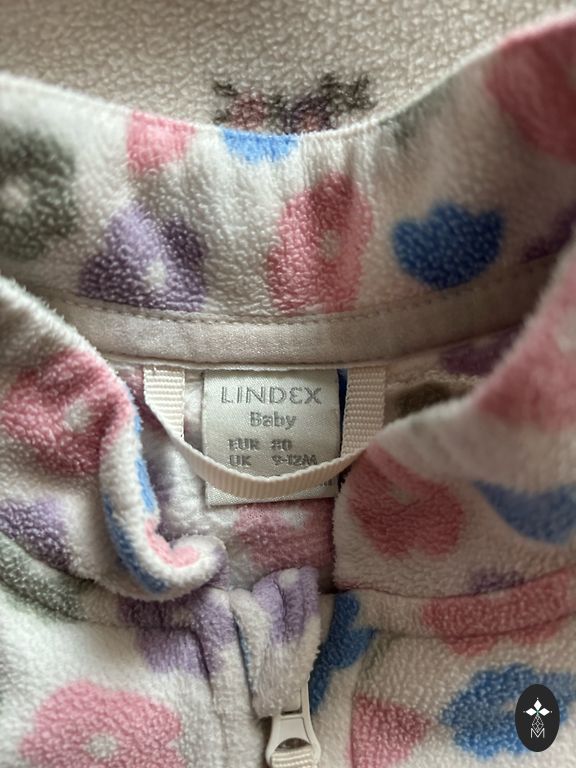 LINDEX
Baby
EUR 80
UK 9-12M